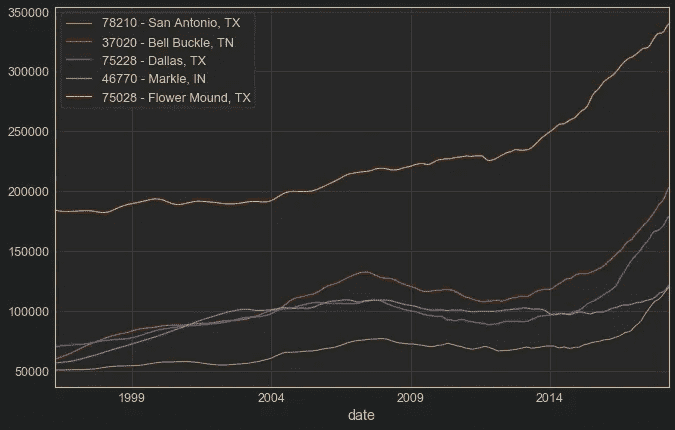 350000
300000
250000
200000
150000
100000
50000
78210 - San Antonio, TX
37020 - Bell Buckle, TN
75228 - Dallas, TX
46770 - Markle, IN
75028 - Flower Mound, TX
1999
2004
2009
2014
date